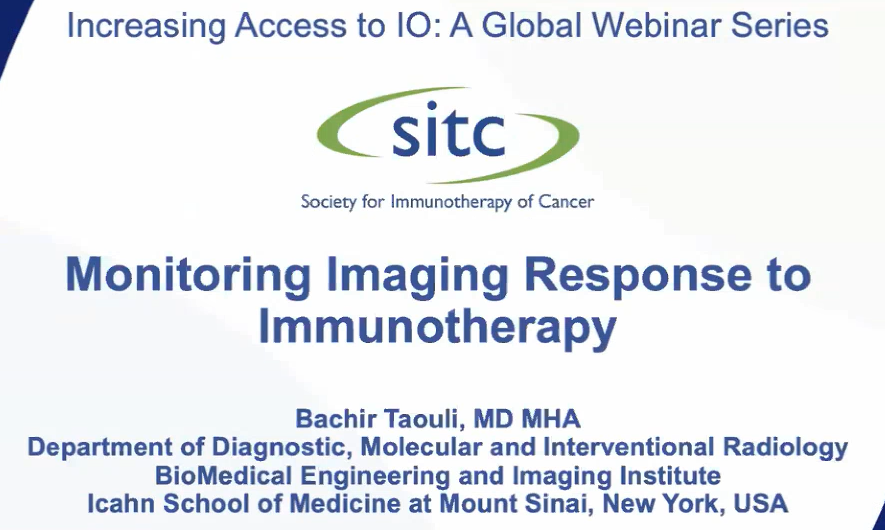 Increasing Access to IO: A Global Webinar Series
sitc
Society for Immunotherapy of Cancer
Monitoring Imaging Response to
Immunotherapy
Bachir Taouli, MD MHA
Department of Diagnostic, Molecular and Interventional Radiology
BioMedical Engineering and Imaging Institute
Icahn School of Medicine at Mount Sinai, New York, USA